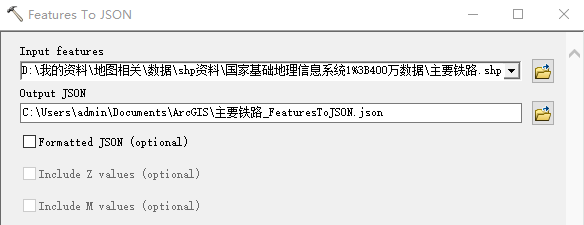 Features To JSON
Input features
D:\我的资料\地图相关\数据\shp资料\国家基础地理信息系统1%3B400万数据\主要铁路.shp
Output JSON
C:\Users\admin\Documents\ArcGIS\主要铁路_FeaturesToJSON.json
Formatted JSON (optional)
Include Z values (optional)
Include M values (optional)